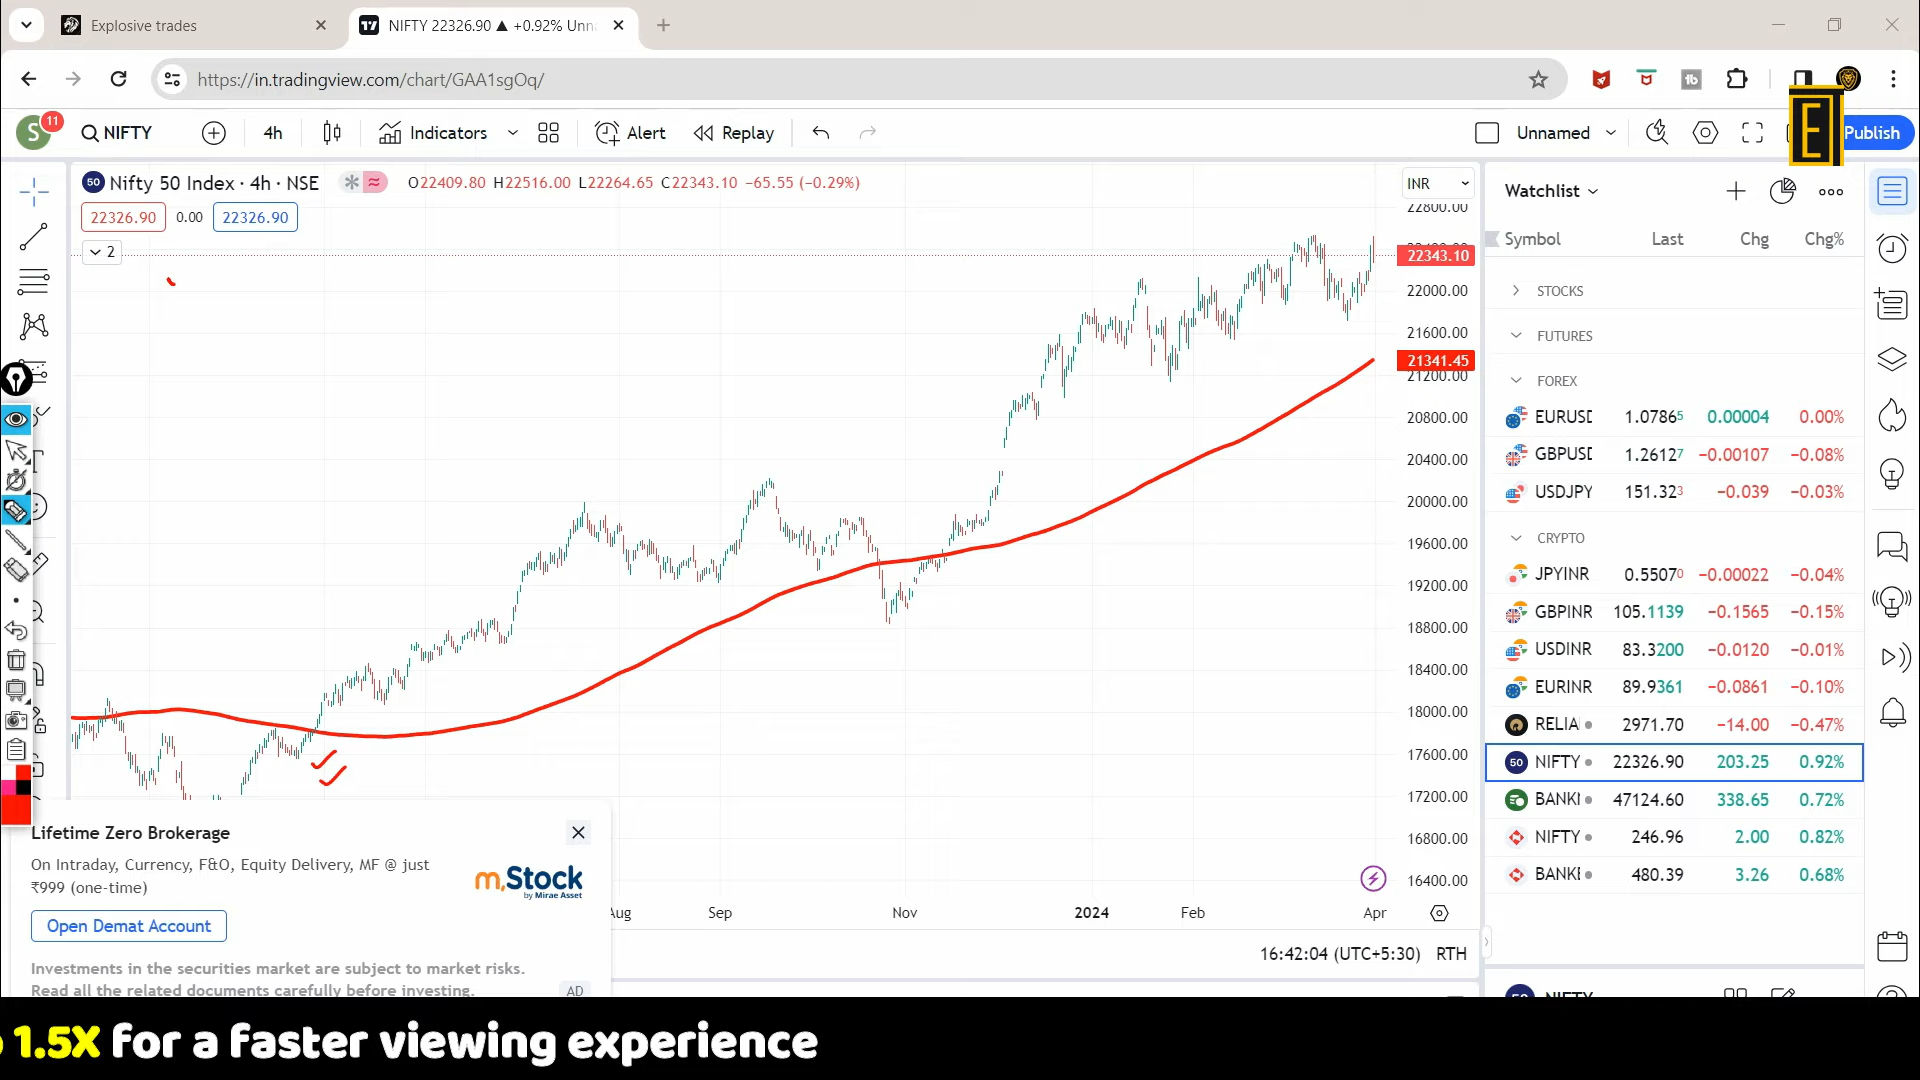 Explosive trades
NIFTY 22326.90 ▲ +0.92% Unn
https://in.tradingview.com/chart/GAA1sgOq/
S
11
NIFTY
4h
Indicators
Alert
Replay
Unnamed
E
Publish
50 Nifty 50 Index · 4h · NSE
O22409.80 H22516.00 L22264.65 C22343.10 −65.55 (−0.29%)
22326.90 0.00 22326.90
2
INR
22800.00
22343.10
22000.00
21600.00
21341.45
21200.00
20800.00
20400.00
20000.00
19600.00
19200.00
18800.00
18400.00
18000.00
17600.00
17200.00
16800.00
16400.00
Aug Sep Nov 2024 Feb Apr
16:42:04 (UTC+5:30) RTH
Lifetime Zero Brokerage
On Intraday, Currency, F&O, Equity Delivery, MF @ just
₹999 (one-time)
m.Stock
by Mirae Asset
Open Demat Account
Investments in the securities market are subject to market risks.
Read all the related documents carefully before investing.
AD
Watchlist
Symbol Last Chg Chg%
STOCKS
FUTURES
FOREX
EURUSD 1.07865 0.00004 0.00%
GBPUSD 1.26127 −0.00107 −0.08%
USDJPY 151.323 −0.039 −0.03%
CRYPTO
JPYINR 0.55070 −0.00022 −0.04%
GBPINR 105.1139 −0.1565 −0.15%
USDINR 83.3200 −0.0120 −0.01%
EURINR 89.9361 −0.0861 −0.10%
RELIA 2971.70 −14.00 −0.47%
50 NIFTY 22326.90 203.25 0.92%
BANKI 47124.60 338.65 0.72%
NIFTY 246.96 2.00 0.82%
BANKE 480.39 3.26 0.68%
NIFTY
1.5X for a faster viewing experience